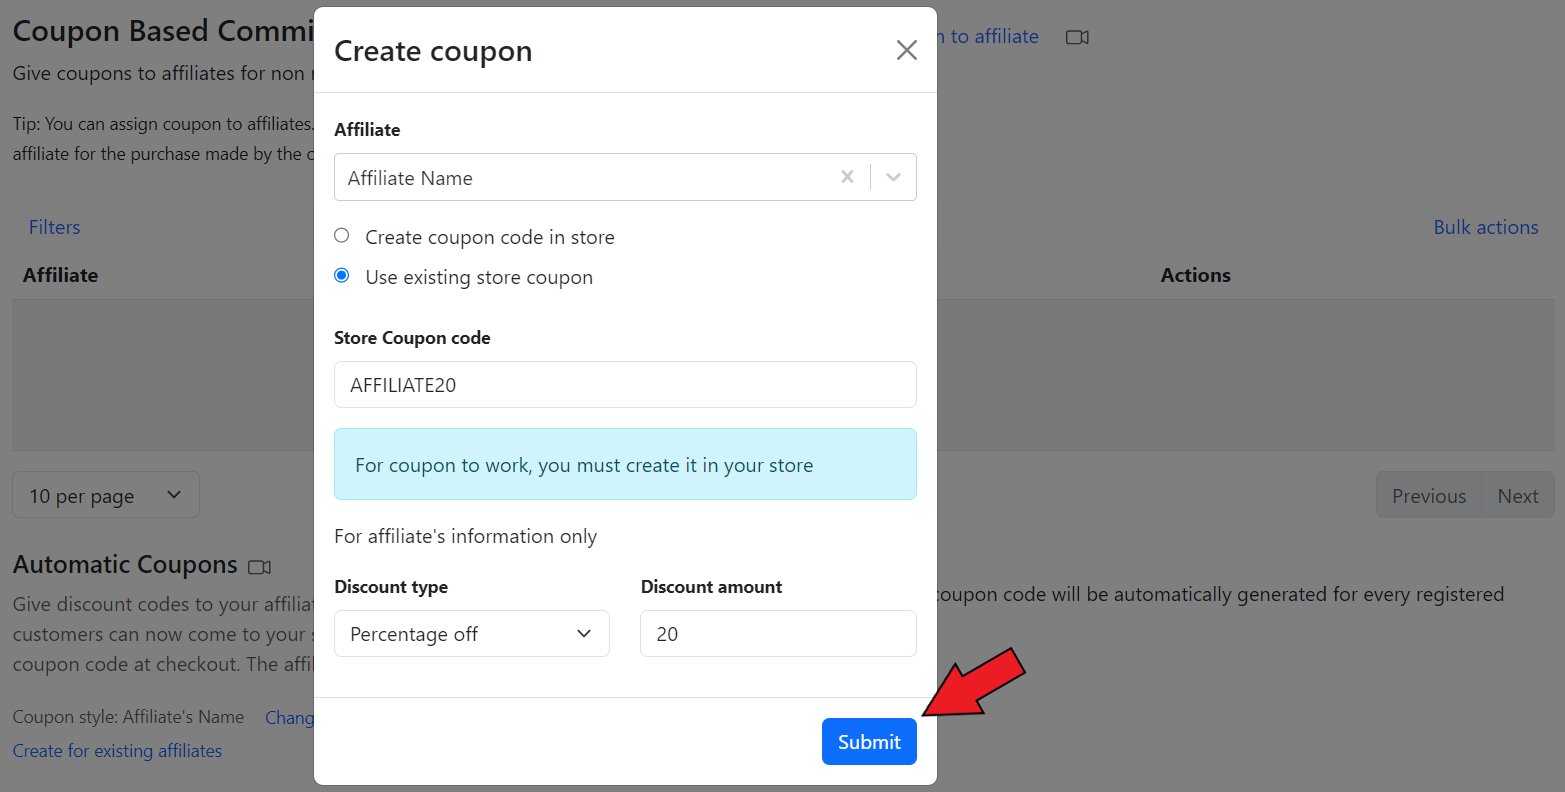 Coupon Based Commi
to affiliate
Give coupons to affiliates for non
Tip: You can assign coupon to affiliates.
affiliate for the purchase made by the
Create coupon
Affiliate
Affiliate Name
Create coupon code in store
Use existing store coupon
Filters
Bulk actions
Affiliate
Actions
Store Coupon code
AFFILIATE20
For coupon to work, you must create it in your store
10 per page
Previous
Next
For affiliate's information only
Discount type
Discount amount
Percentage off
20
Submit
Automatic Coupons
Give discount codes to your affilia
coupon code will be automatically generated for every registered
customers can now come to your
coupon code at checkout. The affil
Coupon style: Affiliate's Name
Chang
Create for existing affiliates